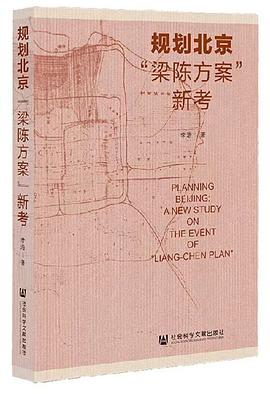 规划北京
“梁陈方案”
新考
李浩 著
PLANNING
BEIJING:
A NEW STUDY
ON
THE EVENT
OF
“LIANG-CHEN PLAN”
社会科学文献出版社
规划北京 “梁陈方案” 新考
李浩 著
社会科学文献出版社